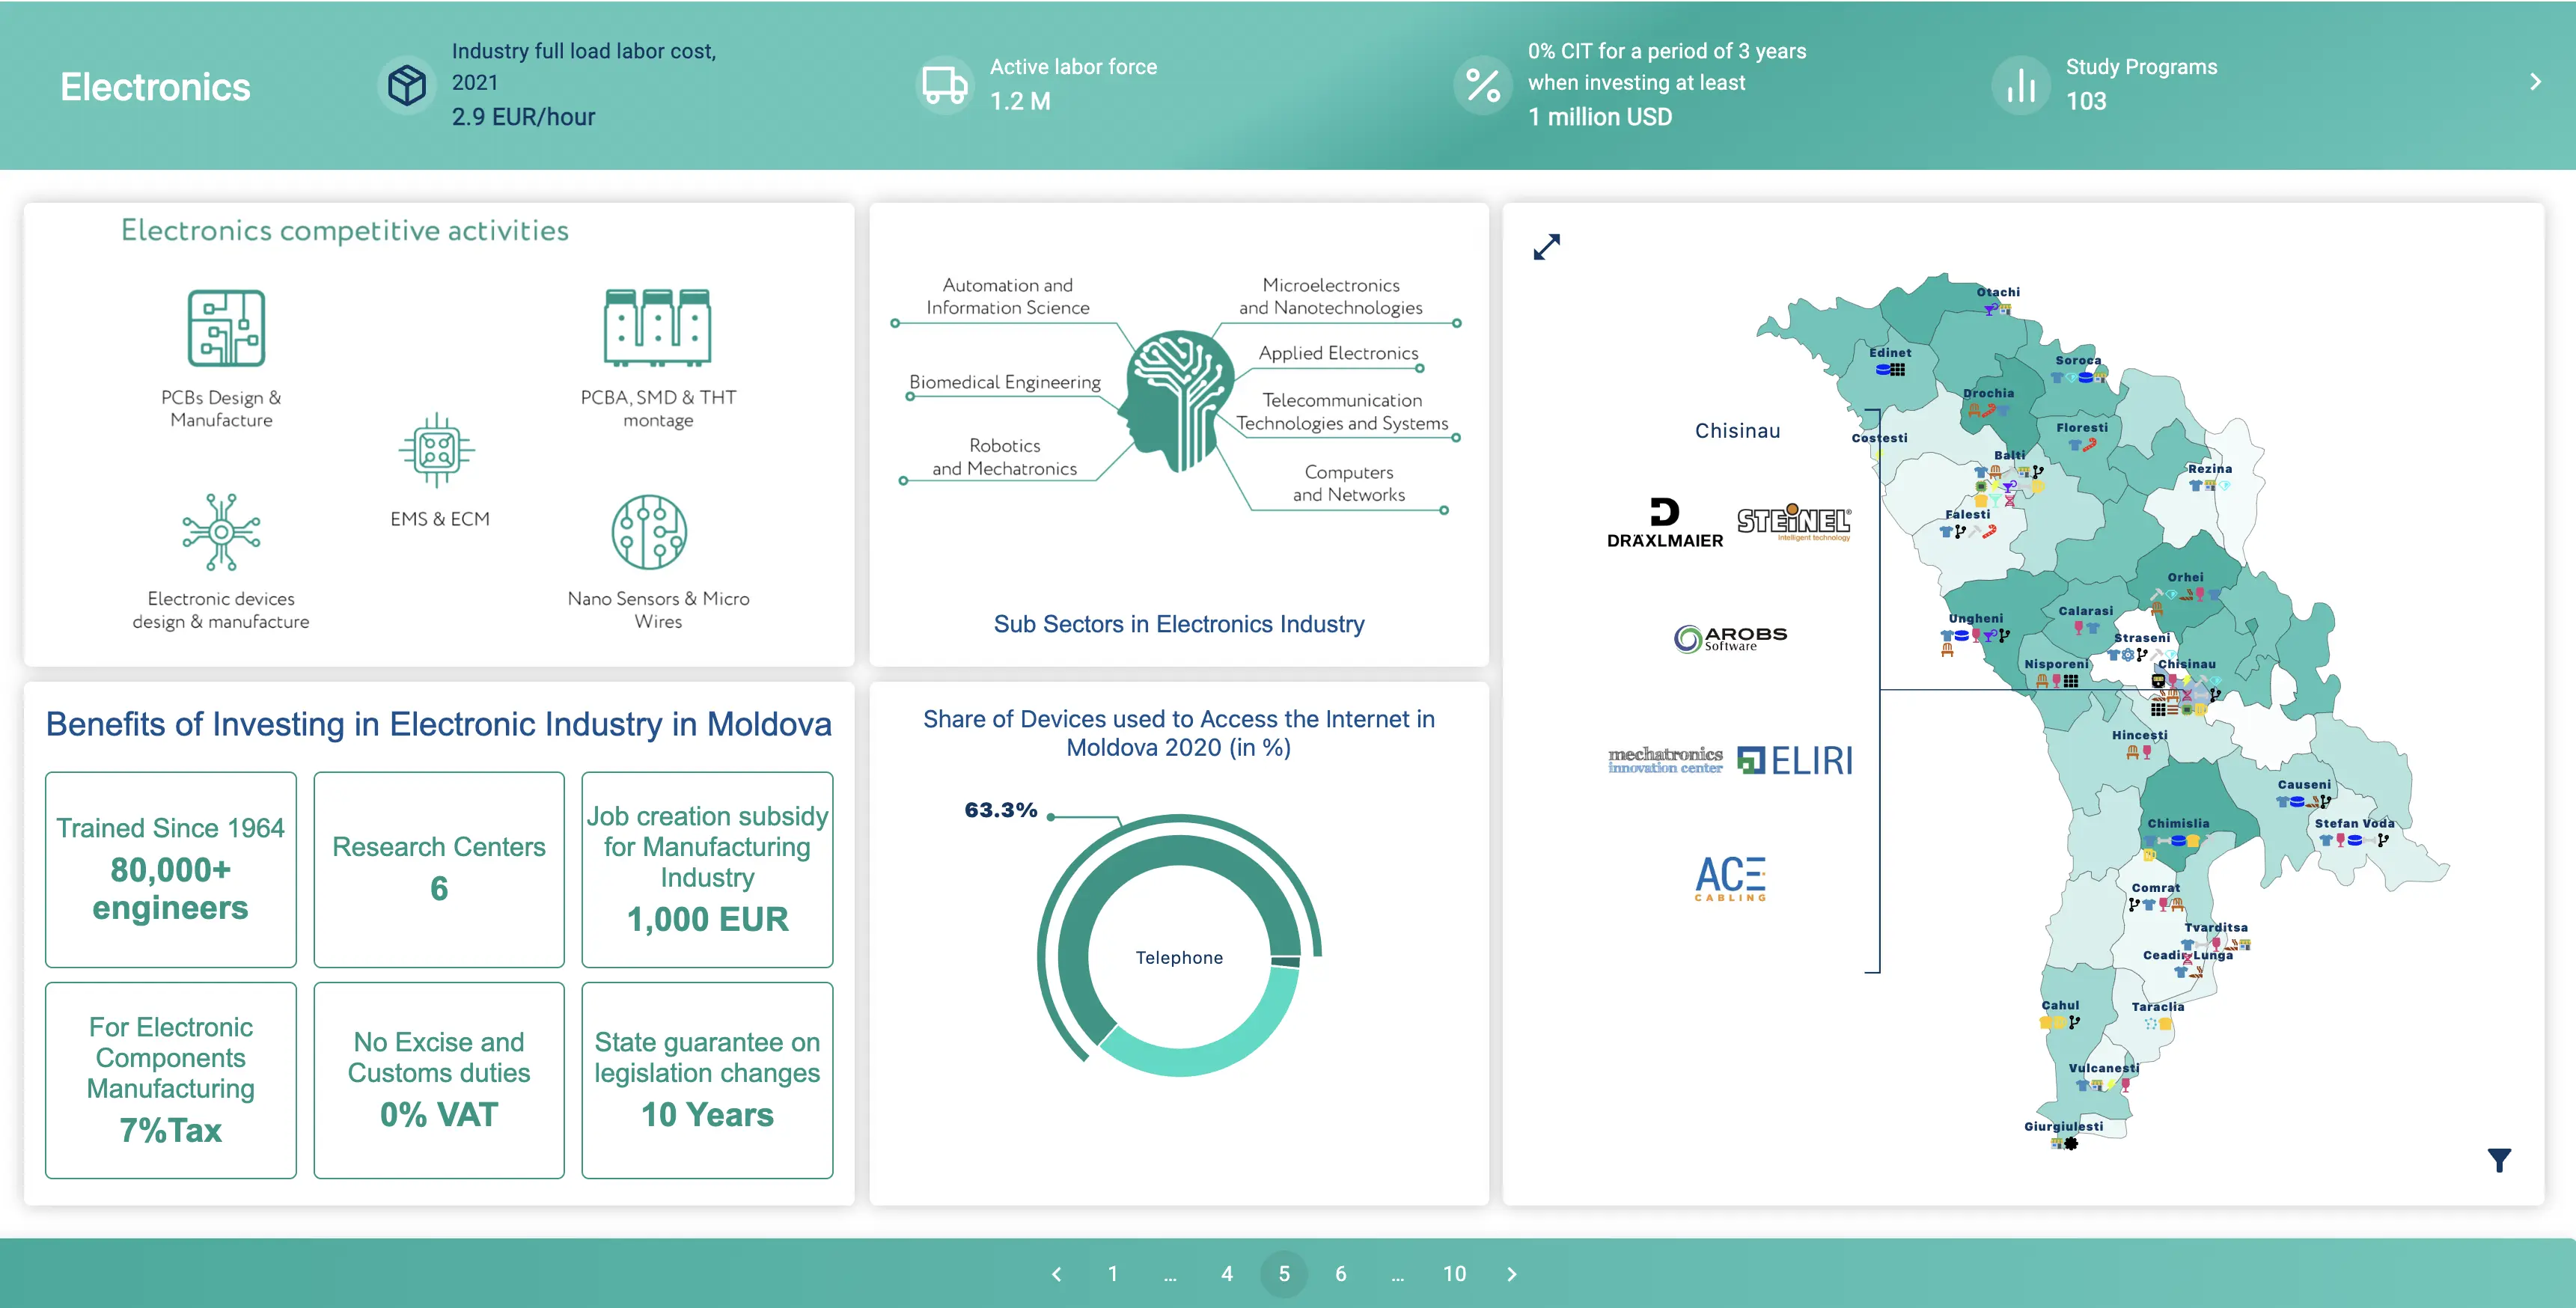 Electronics
Industry full load labor cost,
2021
2.9 EUR/hour
Active labor force
1.2 M
0% CIT for a period of 3 years
when investing at least
1 million USD
Study Programs
103
Electronics competitive activities
PCBs Design &
Manufacture
PCBA, SMD & THT
montage
EMS & ECM
Electronic devices
design & manufacture
Nano Sensors & Micro
Wires
Automation and
Information Science
Biomedical Engineering
Robotics
and Mechatronics
Microelectronics
and Nanotechnologies
Applied Electronics
Telecommunication
Technologies and Systems
Computers
and Networks
Sub Sectors in Electronics Industry
Benefits of Investing in Electronic Industry in Moldova
Trained Since 1964
80,000+
engineers
Research Centers
6
Job creation subsidy
for Manufacturing
Industry
1,000 EUR
For Electronic
Components
Manufacturing
7%Tax
No Excise and
Customs duties
0% VAT
State guarantee on
legislation changes
10 Years
Share of Devices used to Access the Internet in
Moldova 2020 (in %)
63.3%
Telephone
Chisinau
DRÄXLMAIER
STEINEL®
intelligent technology
AROBS
Software
mechatronics
innovation center
ELIRI
ACE
CABLING
Otachi
Edinet
Soroca
Drochia
Floresti
Costesti
Balti
Rezina
Falesti
Orhei
Calarasi
Ungheni
Straseni
Nisporeni
Chisinau
Hincesti
Causeni
Chimislia
Stefan Voda
Comrat
Tvarditsa
Ceadir-Lunga
Cahul
Taraclia
Vulcanesti
Giurgiulesti
1 ... 4 5 6 ... 10